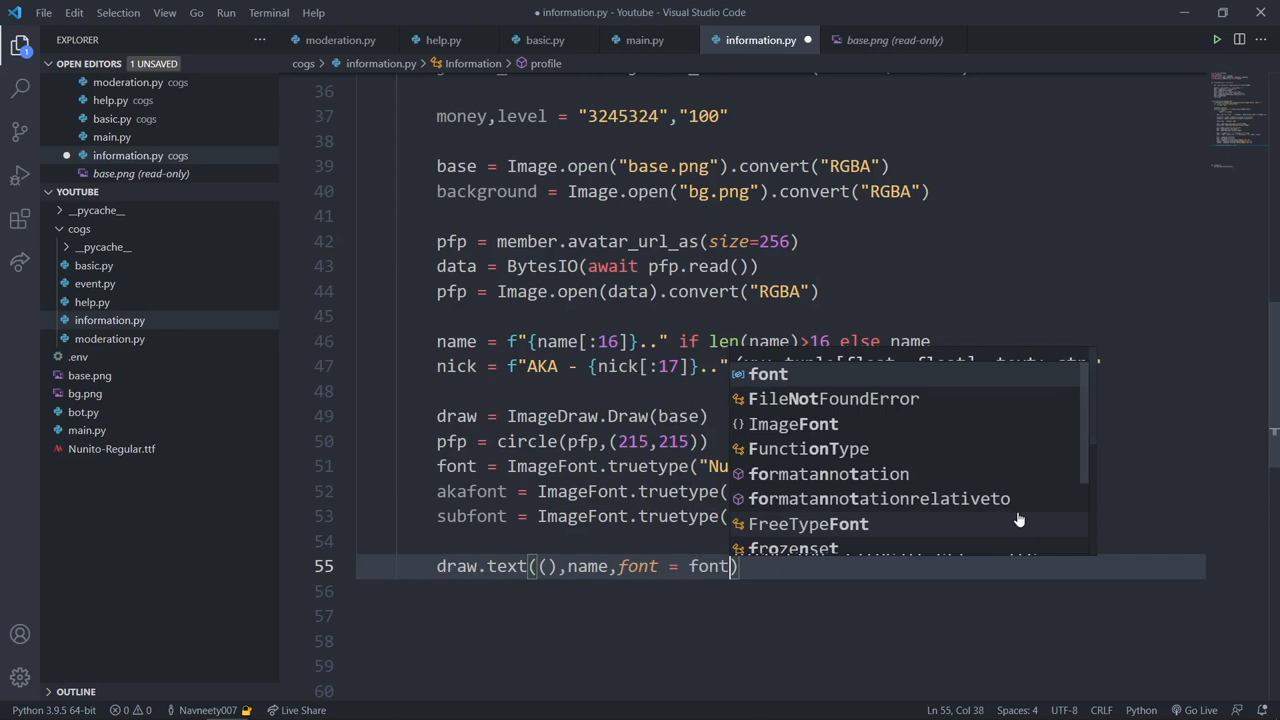 File Edit Selection View Go Run Terminal Help
● information.py - Youtube - Visual Studio Code
EXPLORER
moderation.py help.py basic.py main.py information.py base.png (read-only)
OPEN EDITORS 1 UNSAVED
cogs > information.py > Information > profile
moderation.py cogs
help.py cogs
basic.py cogs
main.py
information.py cogs
base.png (read-only)
YOUTUBE
__pycache__
cogs
__pycache__
basic.py
event.py
help.py
information.py
moderation.py
.env
base.png
bg.png
bot.py
main.py
Nunito-Regular.ttf
OUTLINE
1
36
37 money,level = "3245324","100"
38
39 base = Image.open("base.png").convert("RGBA")
40 background = Image.open("bg.png").convert("RGBA")
41
42 pfp = member.avatar_url_as(size=256)
43 data = BytesIO(await pfp.read())
44 pfp = Image.open(data).convert("RGBA")
45
46 name = f"{name[:16]}.." if len(name)>16 else name
47 nick = f"AKA - {nick[:17]}.."
48
49 draw = ImageDraw.Draw(base)
50 pfp = circle(pfp,(215,215))
51 font = ImageFont.truetype("Nu
52 akafont = ImageFont.truetype(
53 subfont = ImageFont.truetype(
54
55 draw.text((),name,font = font)
56
57
58
59
60
font
FileNotFoundError
ImageFont
FunctionType
formatannotation
formatannotationrelativeto
FreeTypeFont
frozenset
Python 3.9.5 64-bit 0 0 Navneety007 Live Share Ln 55, Col 38 Spaces: 4 UTF-8 CRLF Python Go Live